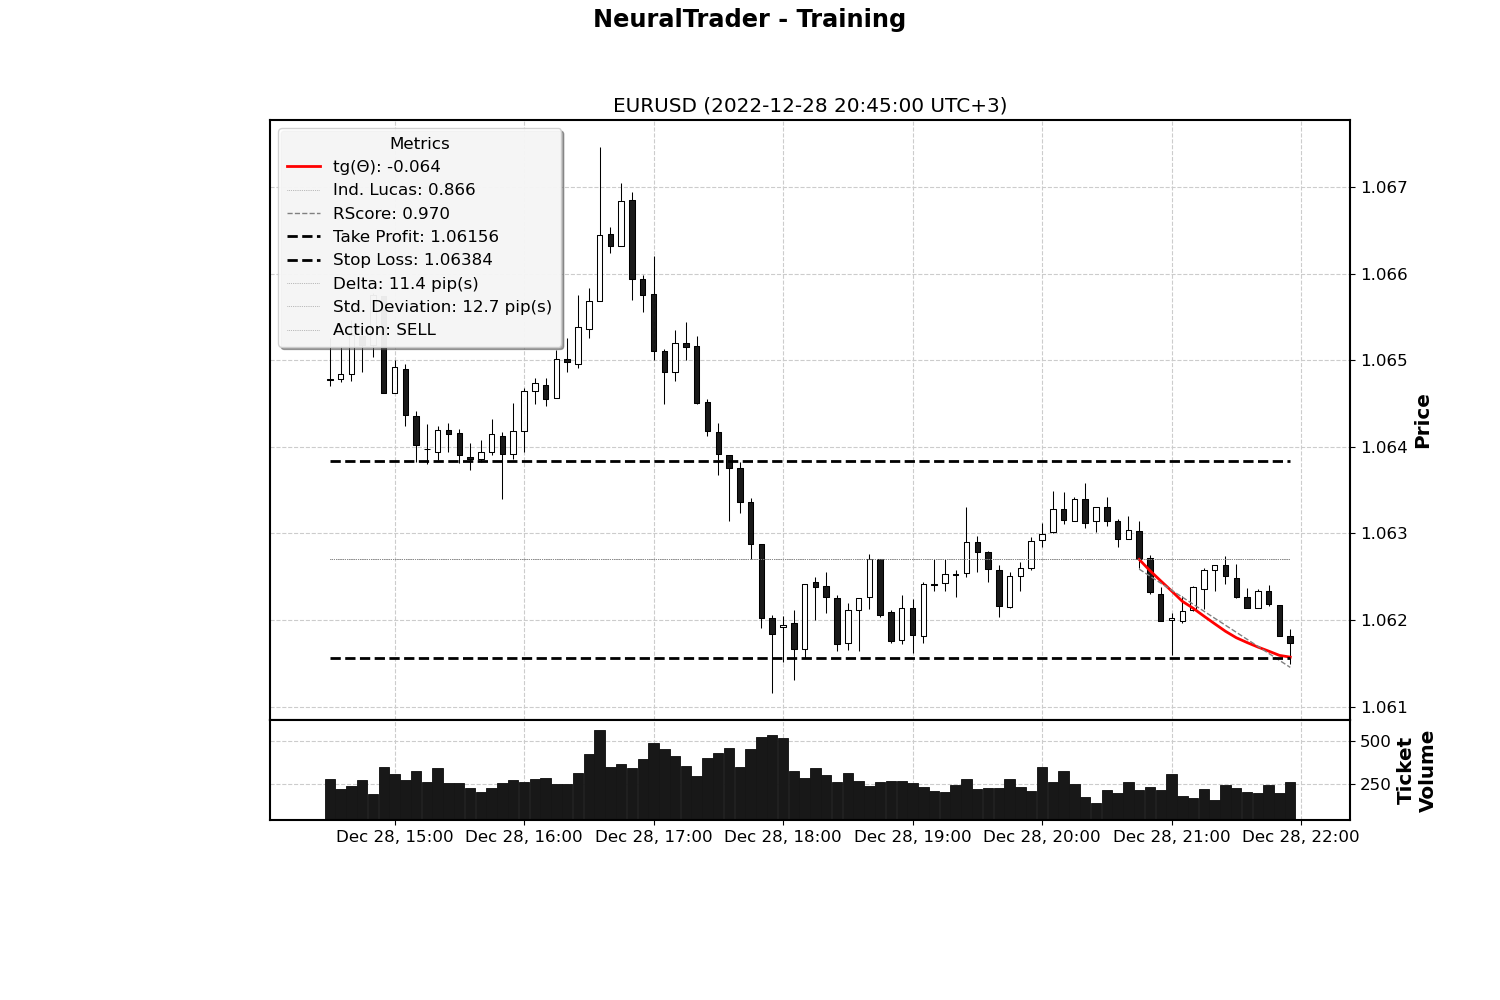 NeuralTrader - Training
EURUSD (2022-12-28 20:45:00 UTC+3)
Metrics
tg(Θ): -0.064
Ind. Lucas: 0.866
RScore: 0.970
Take Profit: 1.06156
Stop Loss: 1.06384
Delta: 11.4 pip(s)
Std. Deviation: 12.7 pip(s)
Action: SELL
1.067
1.066
1.065
1.064
1.063
1.062
1.061
Price
500
250
Ticket
Volume
Dec 28, 15:00
Dec 28, 16:00
Dec 28, 17:00
Dec 28, 18:00
Dec 28, 19:00
Dec 28, 20:00
Dec 28, 21:00
Dec 28, 22:00